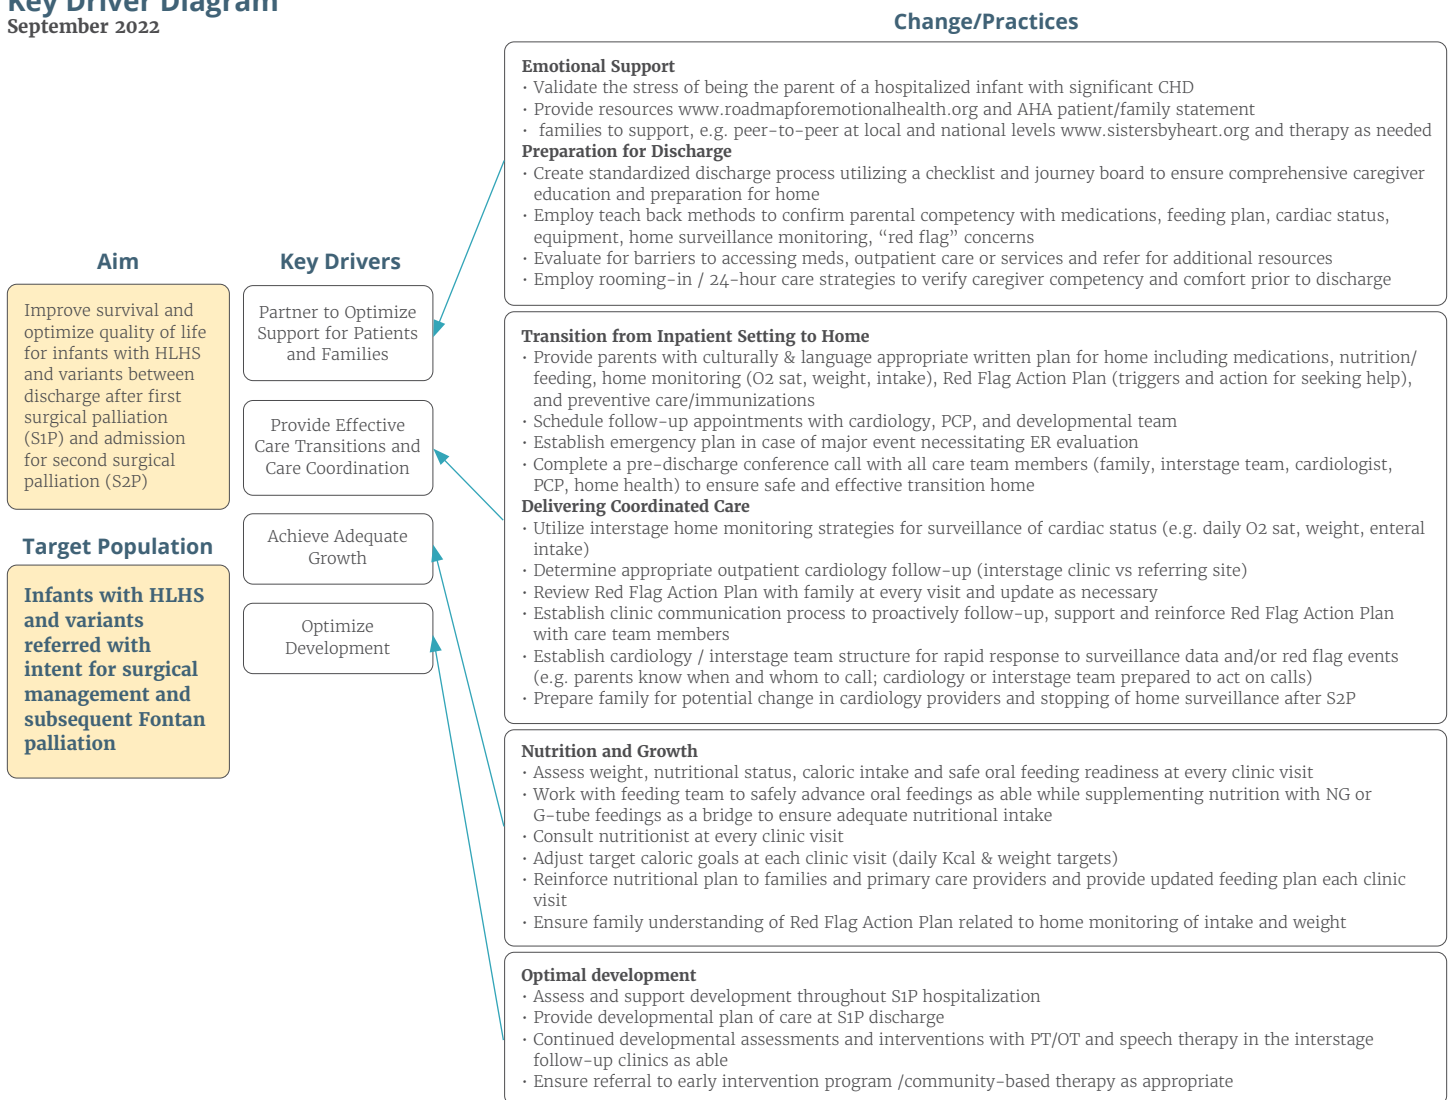 Key Driver Diagram
September 2022
Aim
Improve survival and
optimize quality of life
for infants with HLHS
and variants between
discharge after first
surgical palliation
(S1P) and admission
for second surgical
palliation (S2P)
Target Population
Infants with HLHS
and variants
referred with
intent for surgical
management and
subsequent Fontan
palliation
Key Drivers
Partner to Optimize
Support for Patients
and Families
Provide Effective
Care Transitions and
Care Coordination
Achieve Adequate
Growth
Optimize
Development
Change/Practices
Emotional Support
· Validate the stress of being the parent of a hospitalized infant with significant CHD
· Provide resources www.roadmapforemotionalhealth.org and AHA patient/family statement
· families to support, e.g. peer-to-peer at local and national levels www.sistersbyheart.org and therapy as needed
Preparation for Discharge
· Create standardized discharge process utilizing a checklist and journey board to ensure comprehensive caregiver
education and preparation for home
· Employ teach back methods to confirm parental competency with medications, feeding plan, cardiac status,
equipment, home surveillance monitoring, “red flag” concerns
· Evaluate for barriers to accessing meds, outpatient care or services and refer for additional resources
· Employ rooming-in / 24-hour care strategies to verify caregiver competency and comfort prior to discharge
Transition from Inpatient Setting to Home
· Provide parents with culturally & language appropriate written plan for home including medications, nutrition/
feeding, home monitoring (O2 sat, weight, intake), Red Flag Action Plan (triggers and action for seeking help),
and preventive care/immunizations
· Schedule follow-up appointments with cardiology, PCP, and developmental team
· Establish emergency plan in case of major event necessitating ER evaluation
· Complete a pre-discharge conference call with all care team members (family, interstage team, cardiologist,
PCP, home health) to ensure safe and effective transition home
Delivering Coordinated Care
· Utilize interstage home monitoring strategies for surveillance of cardiac status (e.g. daily O2 sat, weight, enteral
intake)
· Determine appropriate outpatient cardiology follow-up (interstage clinic vs referring site)
· Review Red Flag Action Plan with family at every visit and update as necessary
· Establish clinic communication process to proactively follow-up, support and reinforce Red Flag Action Plan
with care team members
· Establish cardiology / interstage team structure for rapid response to surveillance data and/or red flag events
(e.g. parents know when and whom to call; cardiology or interstage team prepared to act on calls)
· Prepare family for potential change in cardiology providers and stopping of home surveillance after S2P
Nutrition and Growth
· Assess weight, nutritional status, caloric intake and safe oral feeding readiness at every clinic visit
· Work with feeding team to safely advance oral feedings as able while supplementing nutrition with NG or
G-tube feedings as a bridge to ensure adequate nutritional intake
· Consult nutritionist at every clinic visit
· Adjust target caloric goals at each clinic visit (daily Kcal & weight targets)
· Reinforce nutritional plan to families and primary care providers and provide updated feeding plan each clinic
visit
· Ensure family understanding of Red Flag Action Plan related to home monitoring of intake and weight
Optimal development
· Assess and support development throughout S1P hospitalization
· Provide developmental plan of care at S1P discharge
· Continued developmental assessments and interventions with PT/OT and speech therapy in the interstage
follow-up clinics as able
· Ensure referral to early intervention program /community-based therapy as appropriate